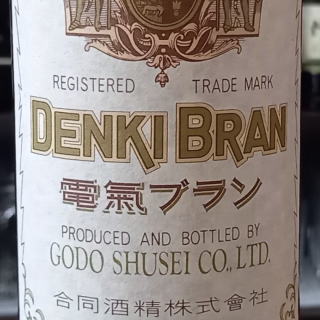 REGISTERED TRADE MARK
DENKI BRAN
電氣ブラン
PRODUCED AND BOTTLED BY
GODO SHUSEI CO., LTD.
合同酒精株式會社